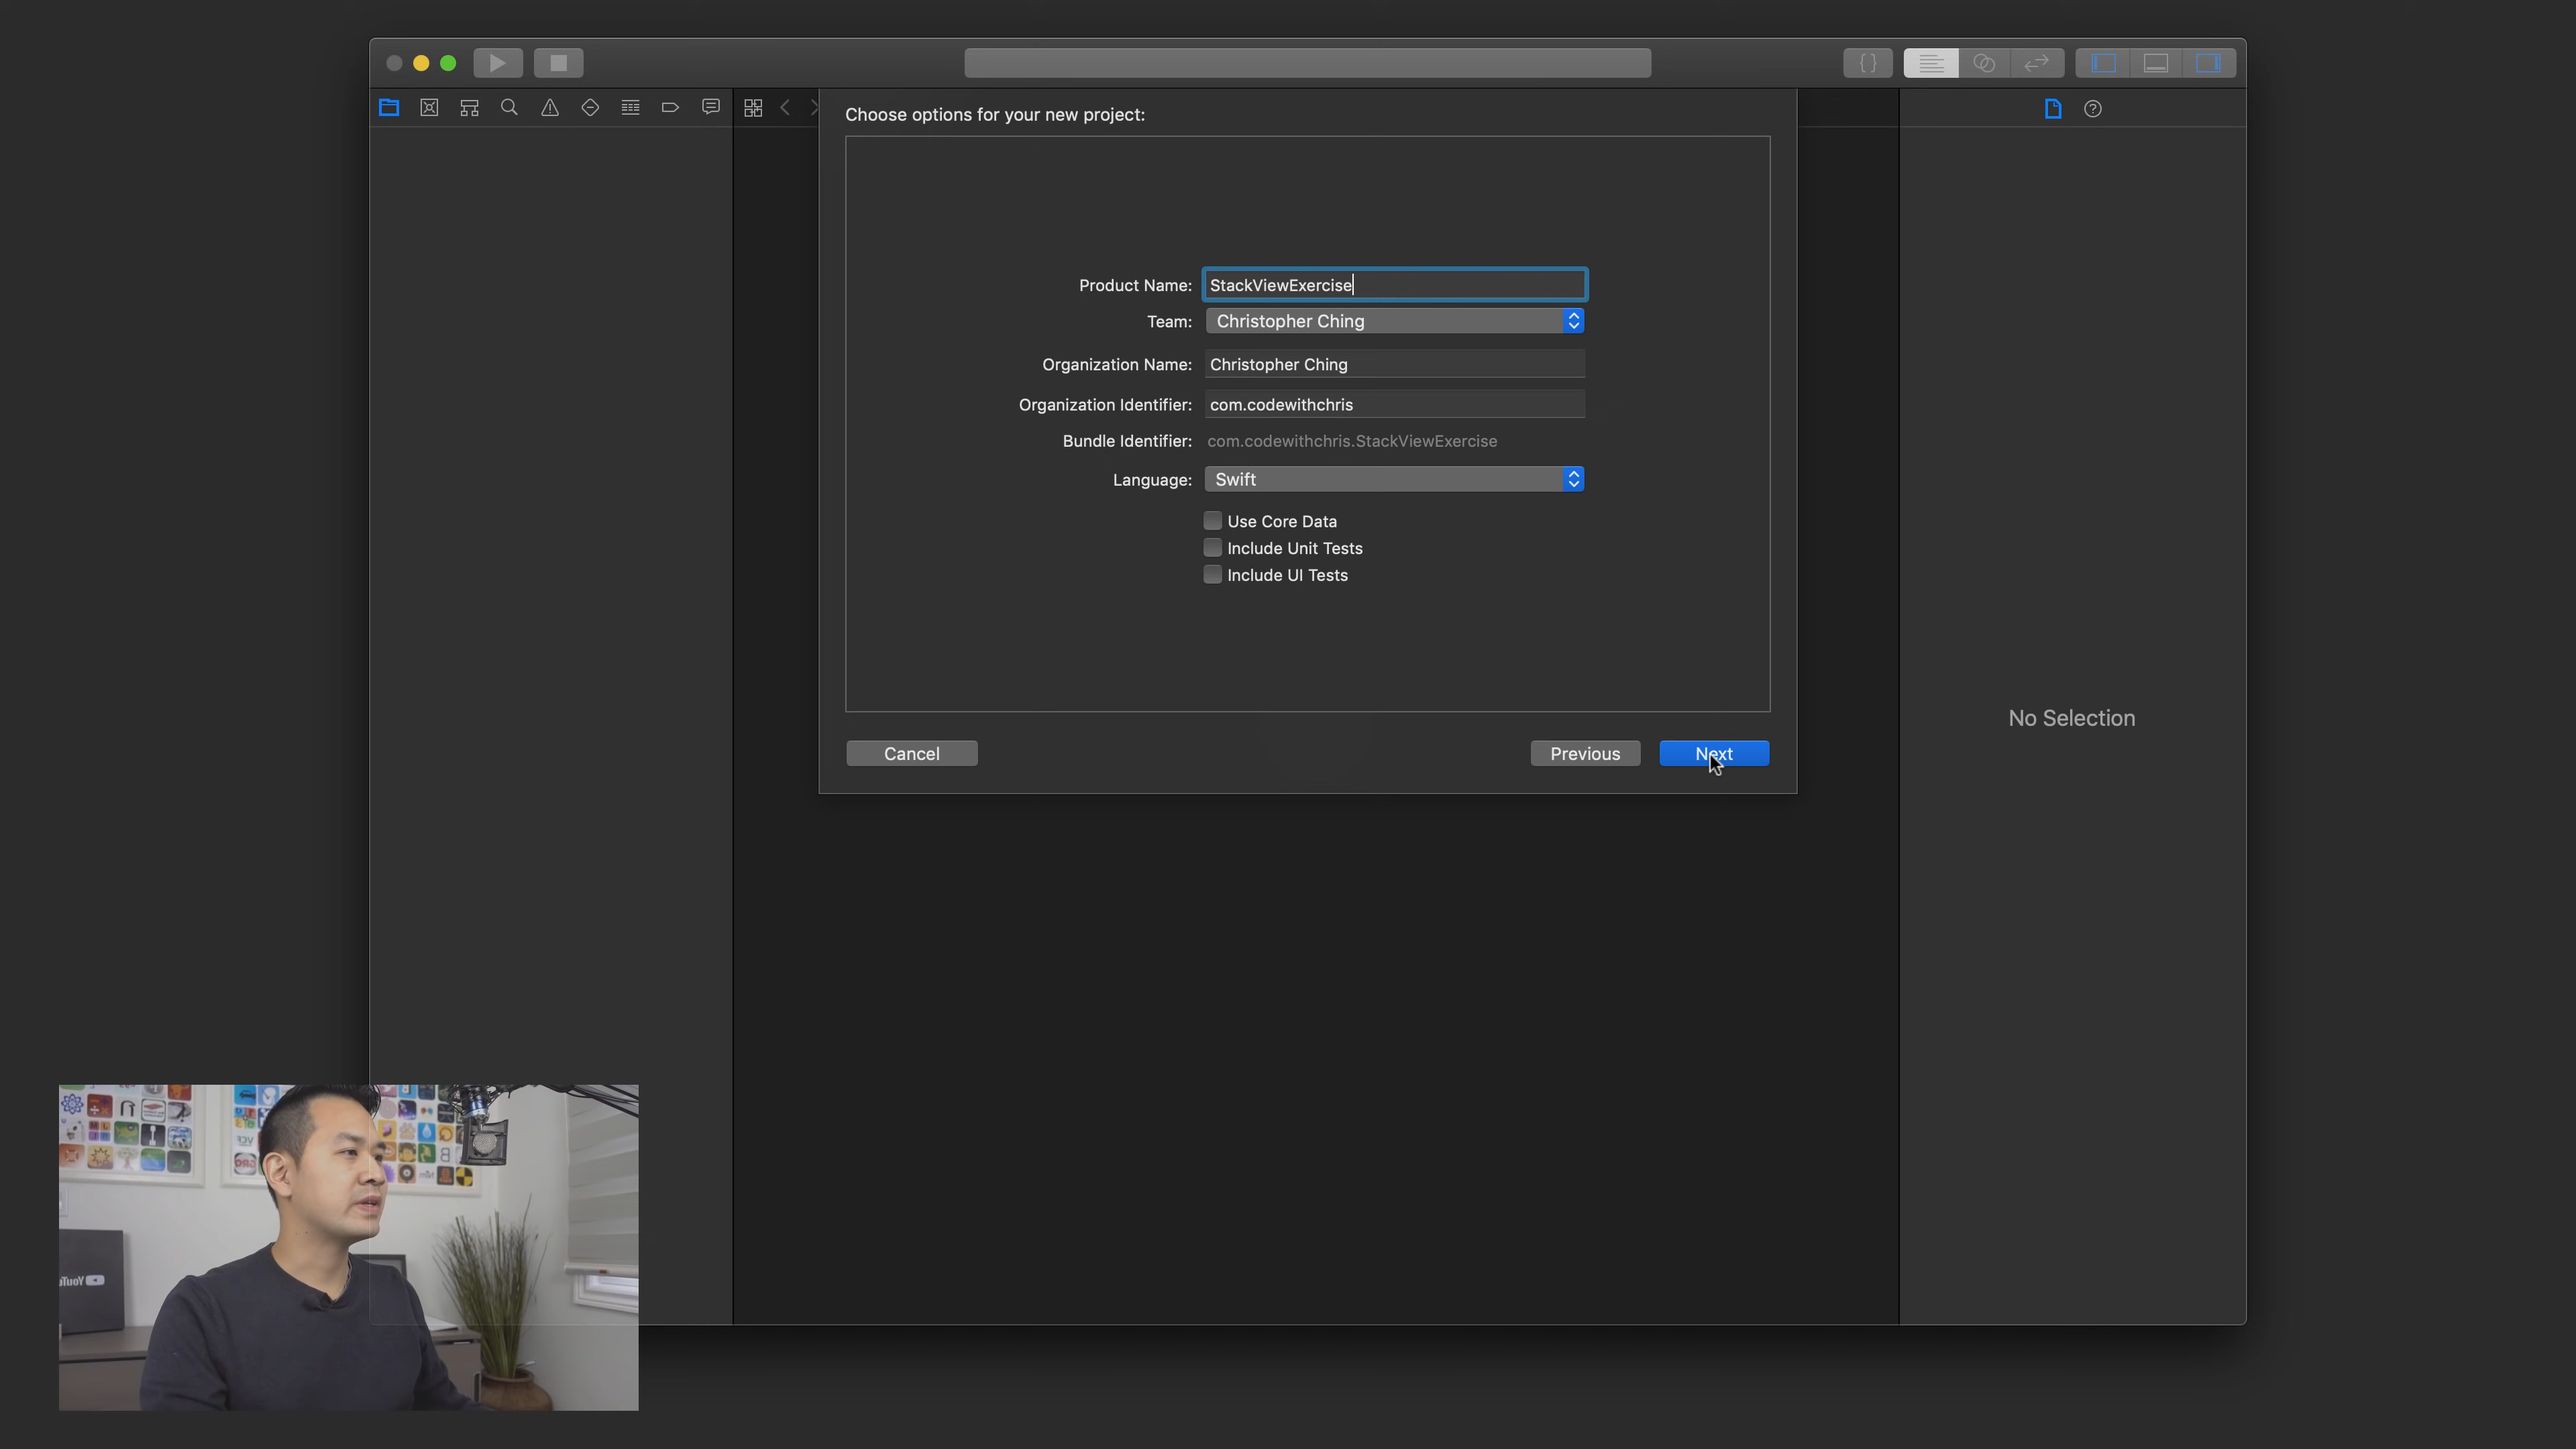 Choose options for your new project:
Product Name: StackViewExercise
Team: Christopher Ching
Organization Name: Christopher Ching
Organization Identifier: com.codewithchris
Bundle Identifier: com.codewithchris.StackViewExercise
Language: Swift
Use Core Data
Include Unit Tests
Include UI Tests
No Selection
Cancel Previous Next